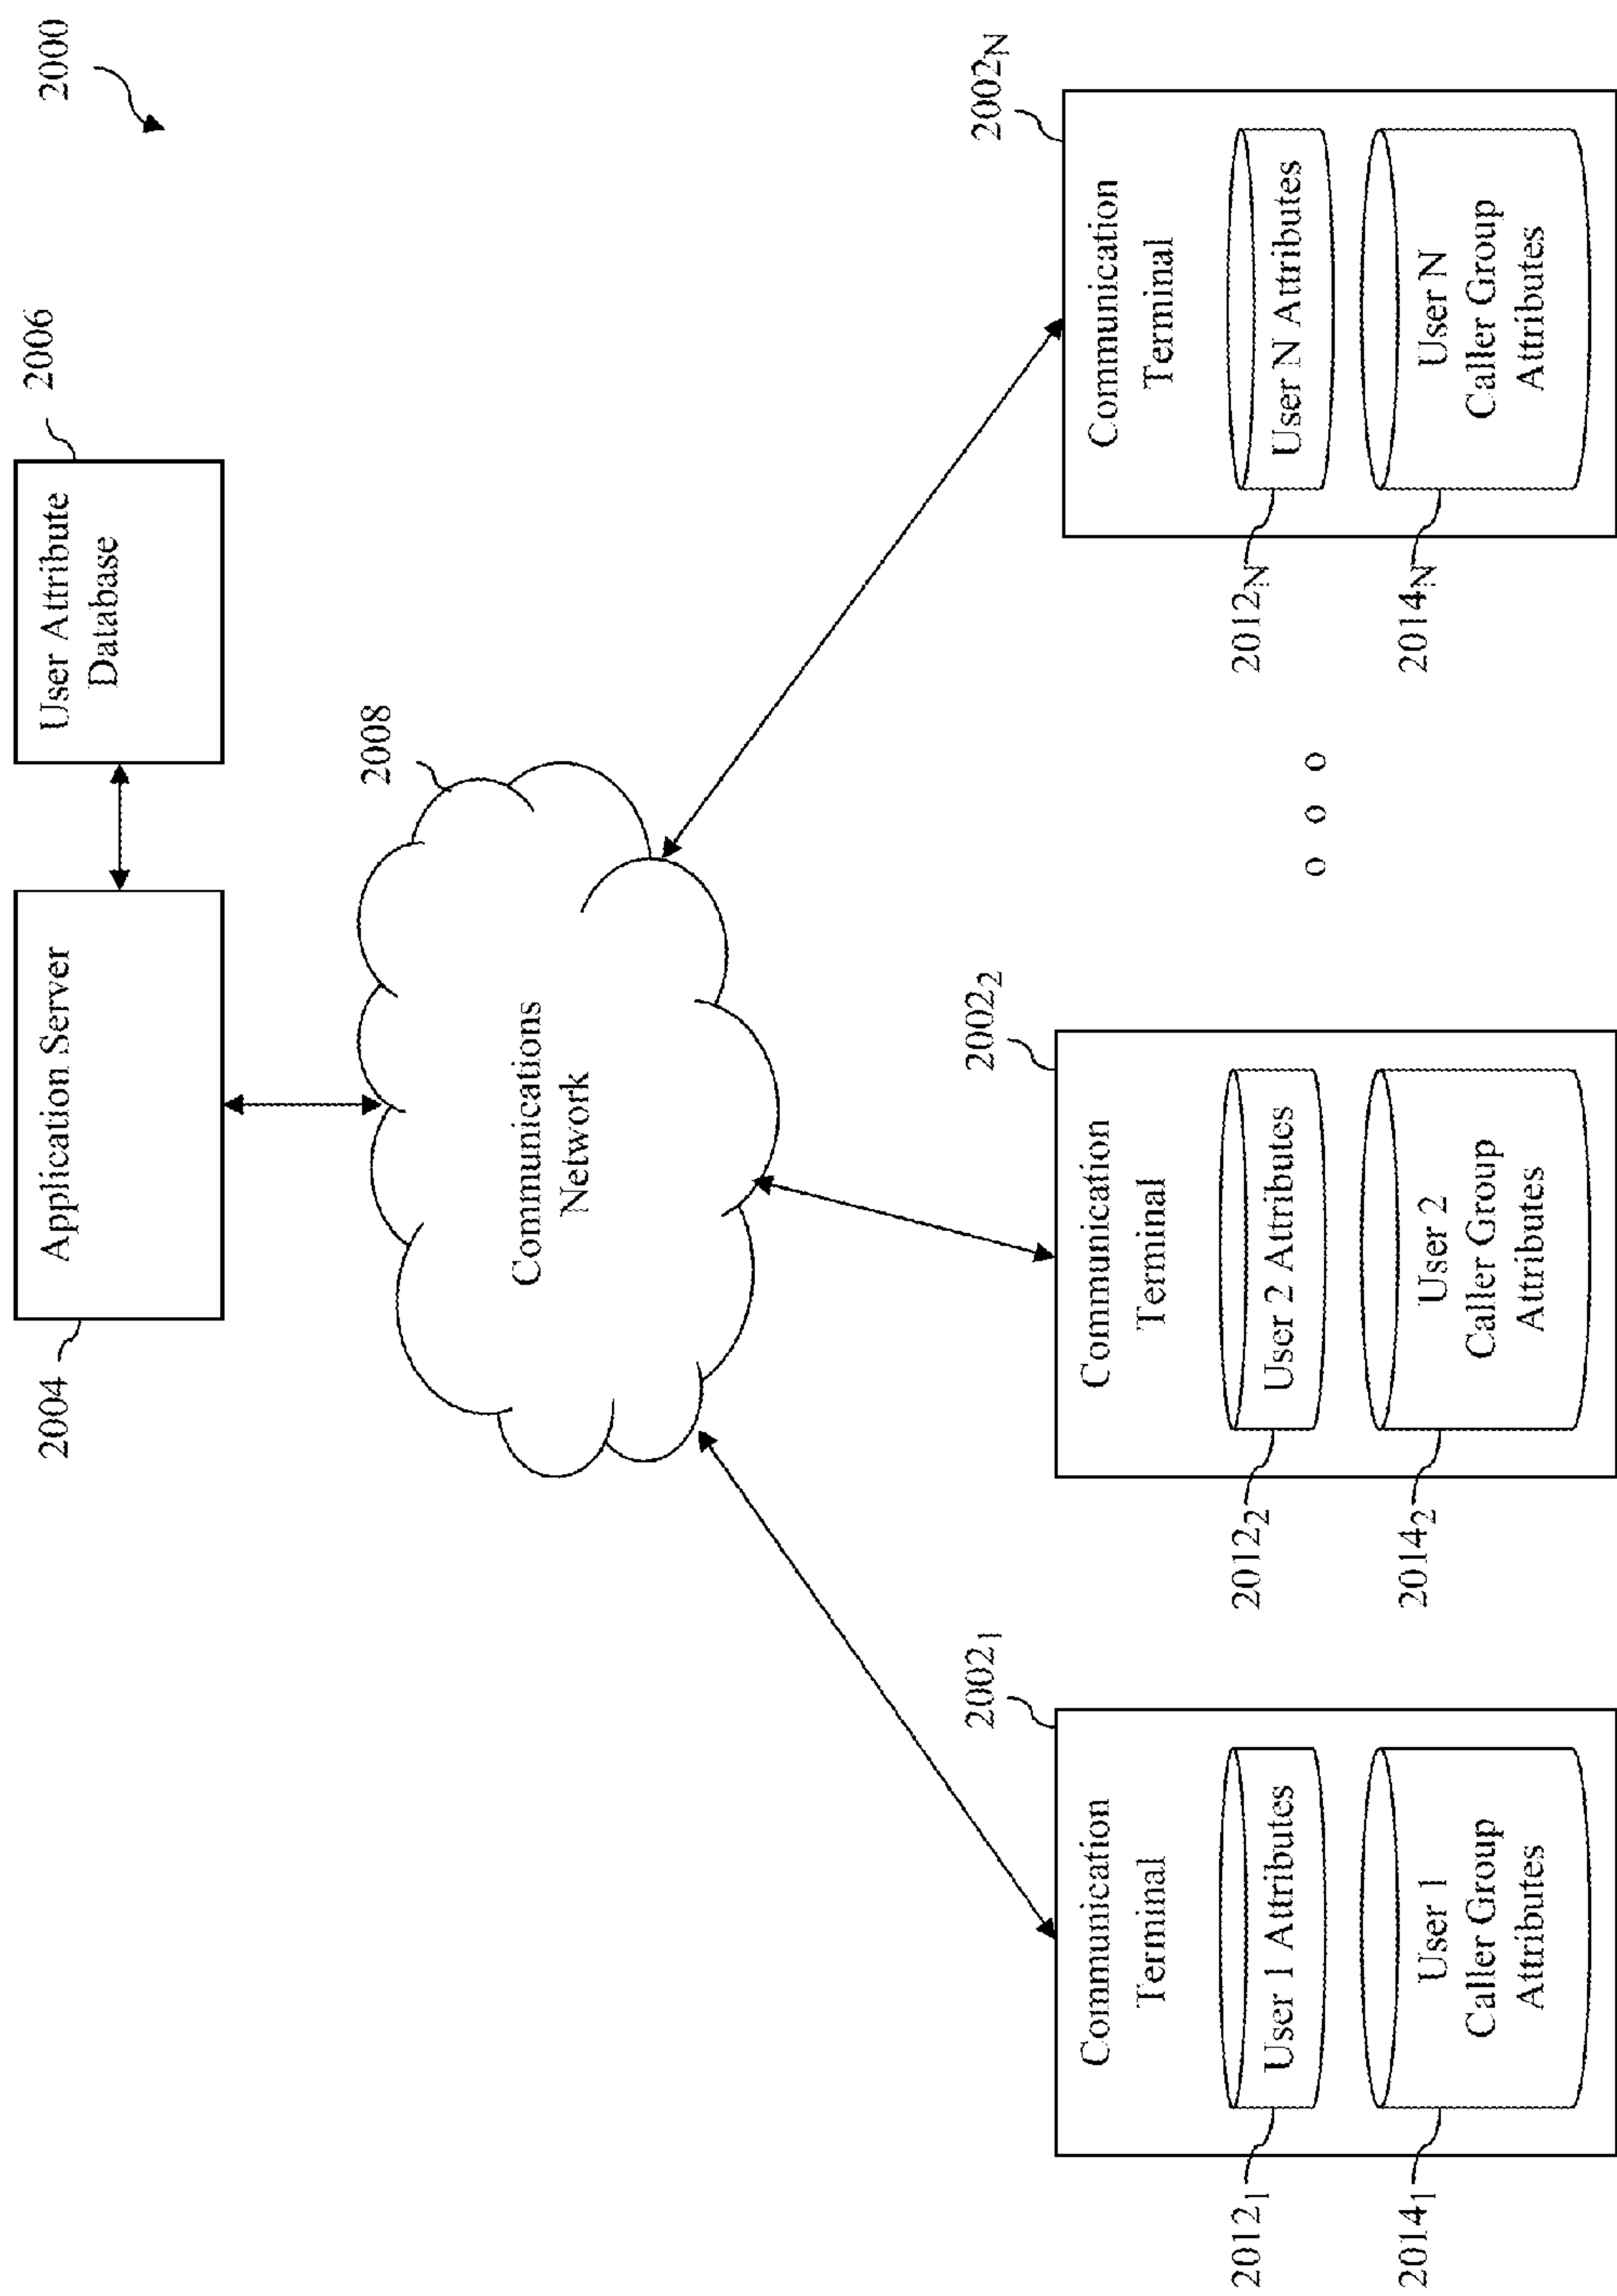 2000
2004
Application Server
User Attribute
Database
2006
2008
Communications
Network
2002₁
Communication
Terminal
2012₁
User 1 Attributes
2014₁
User 1
Caller Group
Attributes
2002₂
Communication
Terminal
2012₂
User 2 Attributes
2014₂
User 2
Caller Group
Attributes
o o o
2002N
Communication
Terminal
2012N
User N Attributes
2014N
User N
Caller Group
Attributes